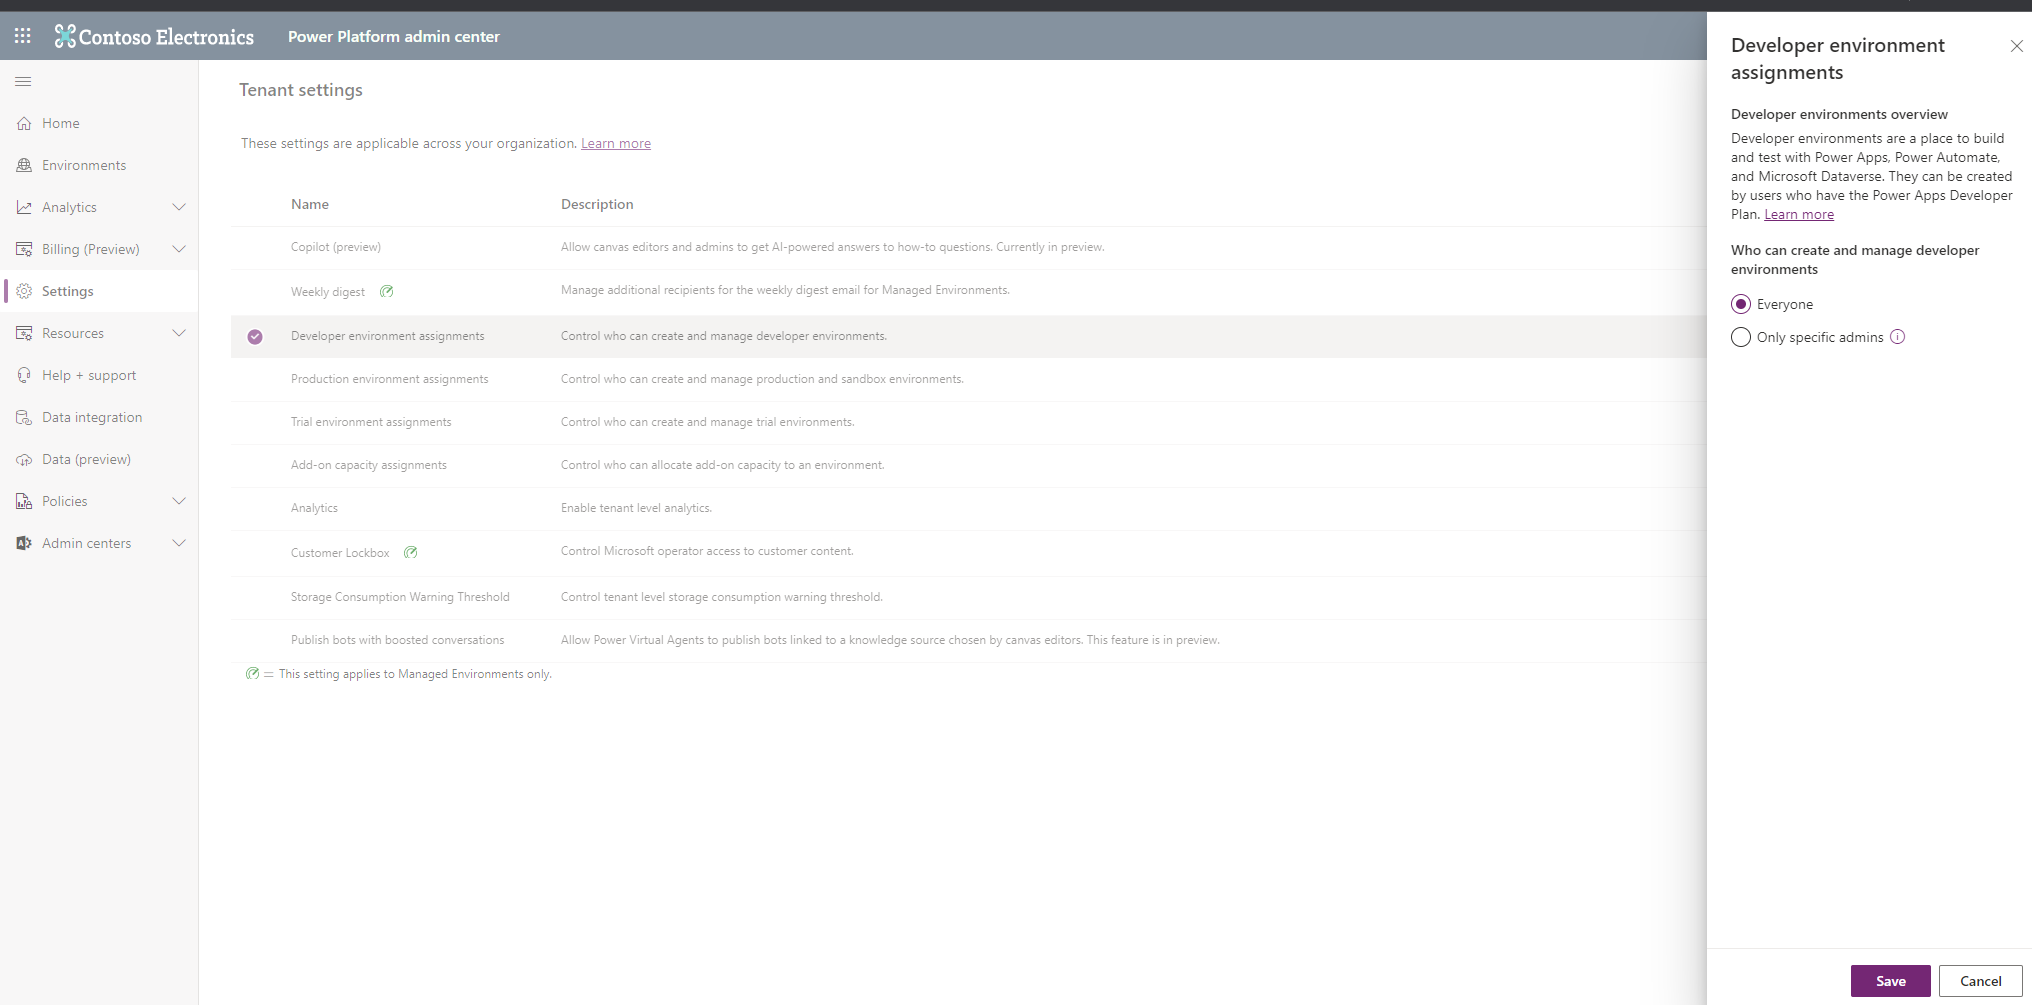 Contoso Electronics
Power Platform admin center
Home
Environments
Analytics
Billing (Preview)
Settings
Resources
Help + support
Data integration
Data (preview)
Policies
Admin centers
Tenant settings
These settings are applicable across your organization. Learn more
Name Description
Copilot (preview) Allow canvas editors and admins to get AI-powered answers to how-to questions. Currently in preview.
Weekly digest Manage additional recipients for the weekly digest email for Managed Environments.
Developer environment assignments Control who can create and manage developer environments.
Production environment assignments Control who can create and manage production and sandbox environments.
Trial environment assignments Control who can create and manage trial environments.
Add-on capacity assignments Control who can allocate add-on capacity to an environment.
Analytics Enable tenant level analytics.
Customer Lockbox Control Microsoft operator access to customer content.
Storage Consumption Warning Threshold Control tenant level storage consumption warning threshold.
Publish bots with boosted conversations Allow Power Virtual Agents to publish bots linked to a knowledge source chosen by canvas editors. This feature is in preview.
= This setting applies to Managed Environments only.
Developer environment
assignments
Developer environments overview
Developer environments are a place to build
and test with Power Apps, Power Automate,
and Microsoft Dataverse. They can be created
by users who have the Power Apps Developer
Plan. Learn more
Who can create and manage developer
environments
Everyone
Only specific admins
Save
Cancel